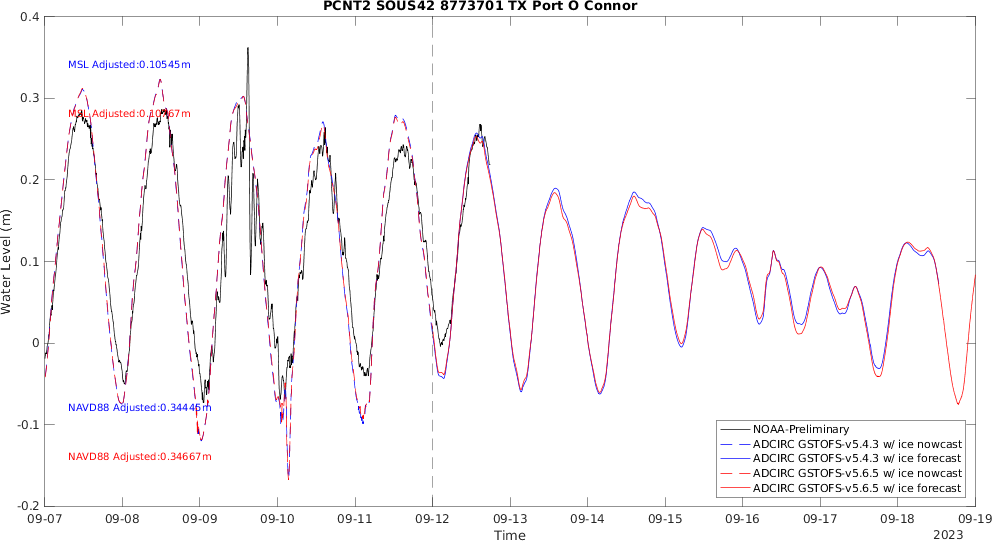 PCNT2 SOUS42 8773701 TX Port O Connor
0.4
0.3
0.2
0.1
0
-0.1
-0.2
Water Level (m)
MSL Adjusted:0.10545m
MSL
NAVD88 Adjusted:0.34445m
NAVD88 Adjusted:0.34667m
NOAA-Preliminary
ADCIRC GSTOFS-v5.4.3 w/ ice nowcast
ADCIRC GSTOFS-v5.4.3 w/ ice forecast
ADCIRC GSTOFS-v5.6.5 w/ ice nowcast
ADCIRC GSTOFS-v5.6.5 w/ ice forecast
09-07 09-08 09-09 09-10 09-11 09-12 09-13 09-14 09-15 09-16 09-17 09-18 09-19
Time
2023